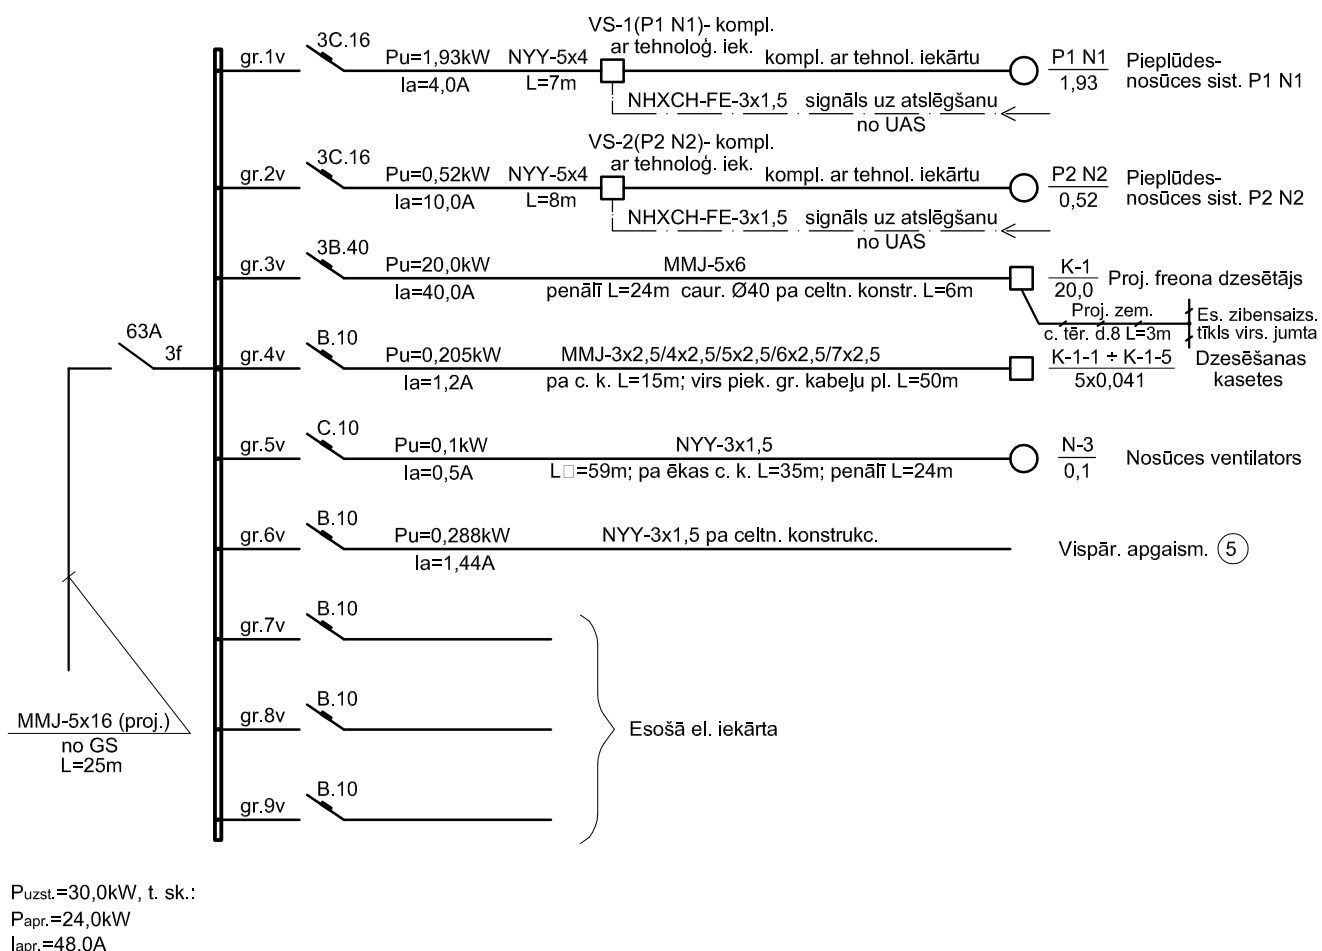 VS-1(P1 N1)- kompl.
ar tehnoloģ. iek.
gr.1v
3C.16
Pu=1,93kW
Ia=4,0A
NYY-5x4
L=7m
kompl. ar tehnol. iekārtu
P1 N1
1,93
Pieplūdes-
nosūces sist. P1 N1
NHXCH-FE-3x1,5 signāls uz atslēgšanu
no UAS
VS-2(P2 N2)- kompl.
ar tehnoloģ. iek.
gr.2v
3C.16
Pu=0,52kW
Ia=10,0A
NYY-5x4
L=8m
kompl. ar tehnol. iekārtu
P2 N2
0,52
Pieplūdes-
nosūces sist. P2 N2
NHXCH-FE-3x1,5 signāls uz atslēgšanu
no UAS
gr.3v
3B.40
Pu=20,0kW
Ia=40,0A
MMJ-5x6
penālī L=24m caur. Ø40 pa celtn. konstr. L=6m
K-1
20,0
Proj. freona dzesētājs
Proj. zem.
c. tēr. d.8 L=3m
Es. zibensaizs.
tīkls virs. jumta
63A
3f
gr.4v
B.10
Pu=0,205kW
Ia=1,2A
MMJ-3x2,5/4x2,5/5x2,5/6x2,5/7x2,5
pa c. k. L=15m; virs piek. gr. kabeļu pl. L=50m
K-1-1 ÷ K-1-5
5x0,041
Dzesēšanas
kasetes
gr.5v
C.10
Pu=0,1kW
Ia=0,5A
NYY-3x1,5
L□=59m; pa ēkas c. k. L=35m; penālī L=24m
N-3
0,1
Nosūces ventilators
gr.6v
B.10
Pu=0,288kW
Ia=1,44A
NYY-3x1,5 pa celtn. konstrukc.
Vispār. apgaism. 5
gr.7v
B.10
gr.8v
B.10
gr.9v
B.10
Esošā el. iekārta
MMJ-5x16 (proj.)
no GS
L=25m
Puzst.=30,0kW, t. sk.:
Papr.=24,0kW
Iapr.=48,0A